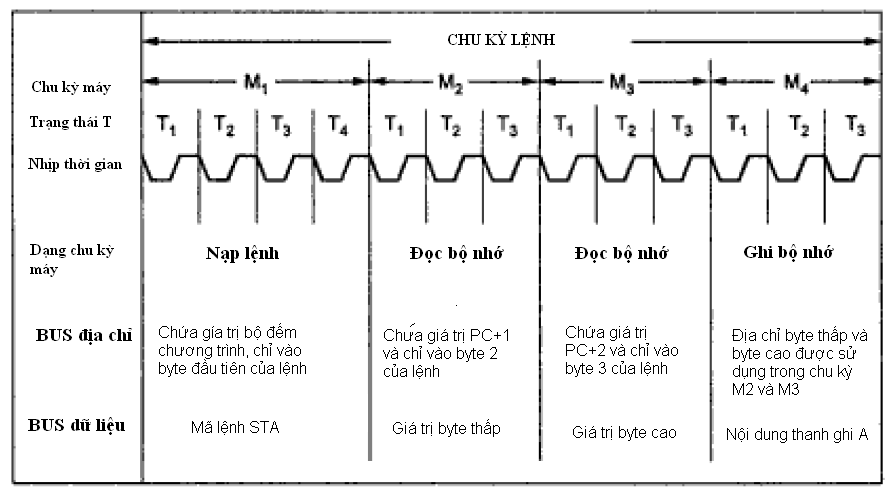 CHU KỲ LỆNH
Chu kỳ máy M1 M2 M3 M4
Trạng thái T T1 T2 T3 T4 T1 T2 T3 T1 T2 T3 T1 T2 T3
Nhịp thời gian
Dạng chu kỳ
máy
Nạp lệnh
Đọc bộ nhớ
Đọc bộ nhớ
Ghi bộ nhớ
BUS địa chỉ
Chứa gía trị bộ đếm
chương trình, chỉ vào
byte đầu tiên của lệnh
Chứa giá trị PC+1
và chỉ vào byte 2
của lệnh
Chứa giá trị
PC+2 và chỉ vào
byte 3 của lệnh
Địa chỉ byte thấp và
byte cao được sử
dụng trong chu kỳ
M2 và M3
BUS dữ liệu
Mã lệnh STA
Giá trị byte thấp
Giá trị byte cao
Nội dung thanh ghi A